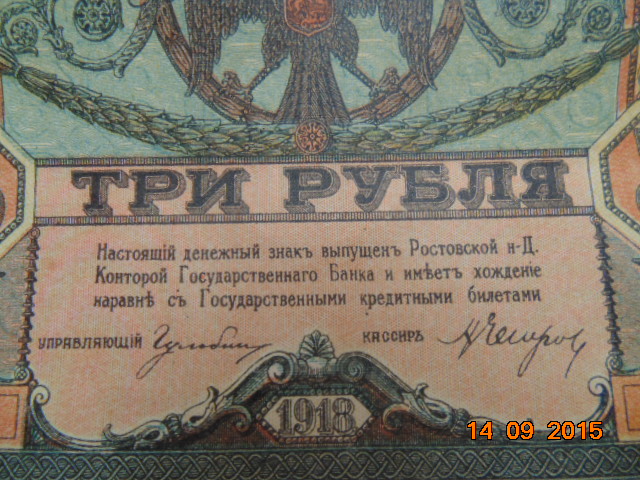 ТРИ РУБЛЯ
Настоящій денежный знакъ выпущенъ Ростовской н-Д.
Конторой Государственнаго Банка и имѣетъ хожденіе
наравнѣ съ Государственными кредитными билетами
УПРАВЛЯЮЩІЙ
КАССИРЪ
1918
14 09 2015